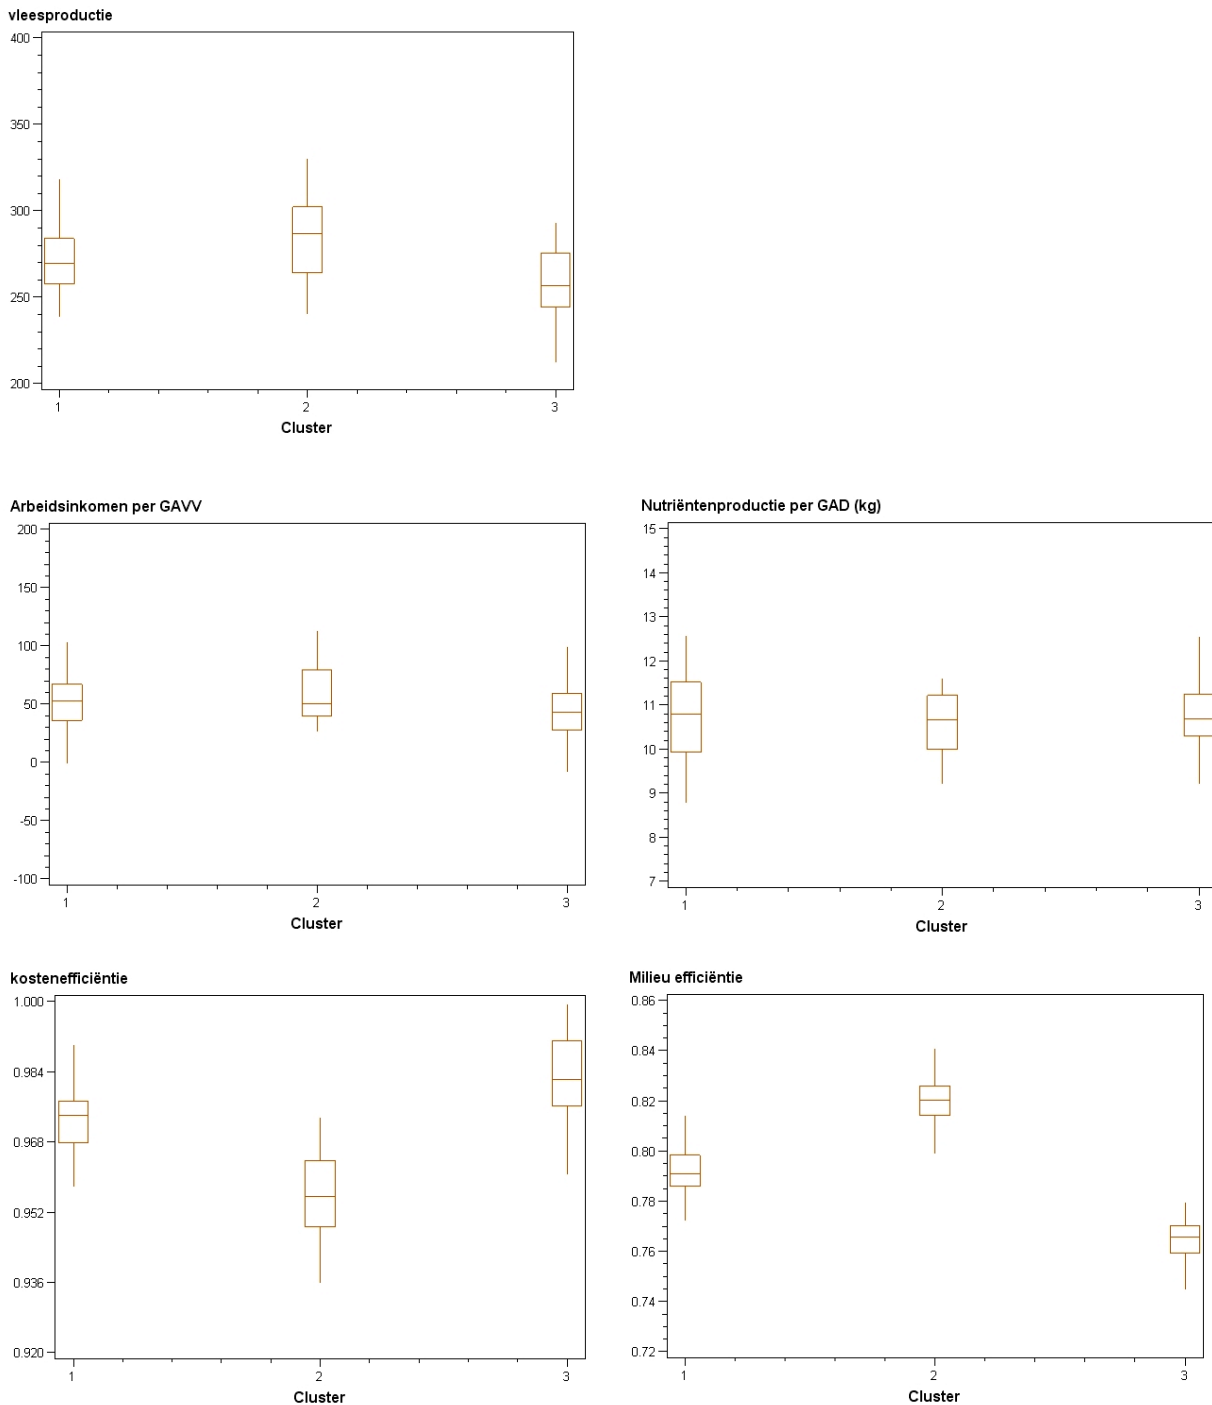 vleesproductie
400
350
300
250
200
1 2 3
Cluster
Arbeidsinkomen per GAVV
200
150
100
50
0
-50
-100
1 2 3
Cluster
Nutriëntenproductie per GAD (kg)
15
14
13
12
11
10
9
8
7
1 2 3
Cluster
kostenefficiëntie
1.000
0.984
0.968
0.952
0.936
0.920
1 2 3
Cluster
Milieu efficiëntie
0.86
0.84
0.82
0.80
0.78
0.76
0.74
0.72
1 2 3
Cluster